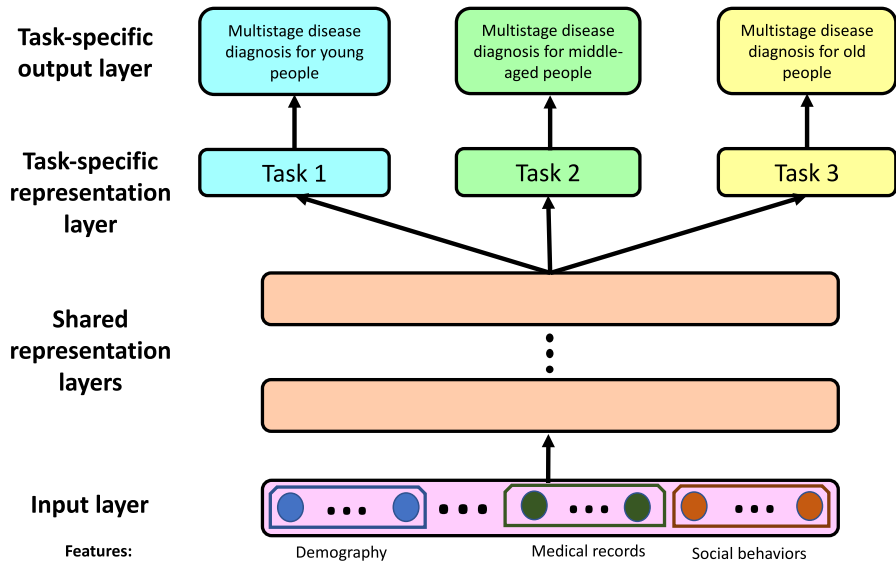 Task-specific
output layer
Multistage disease
diagnosis for young
people
Multistage disease
diagnosis for middle-
aged people
Multistage disease
diagnosis for old
people
Task-specific
representation
layer
Task 1
Task 2
Task 3
Shared
representation
layers
Input layer
Features:
Demography
Medical records
Social behaviors